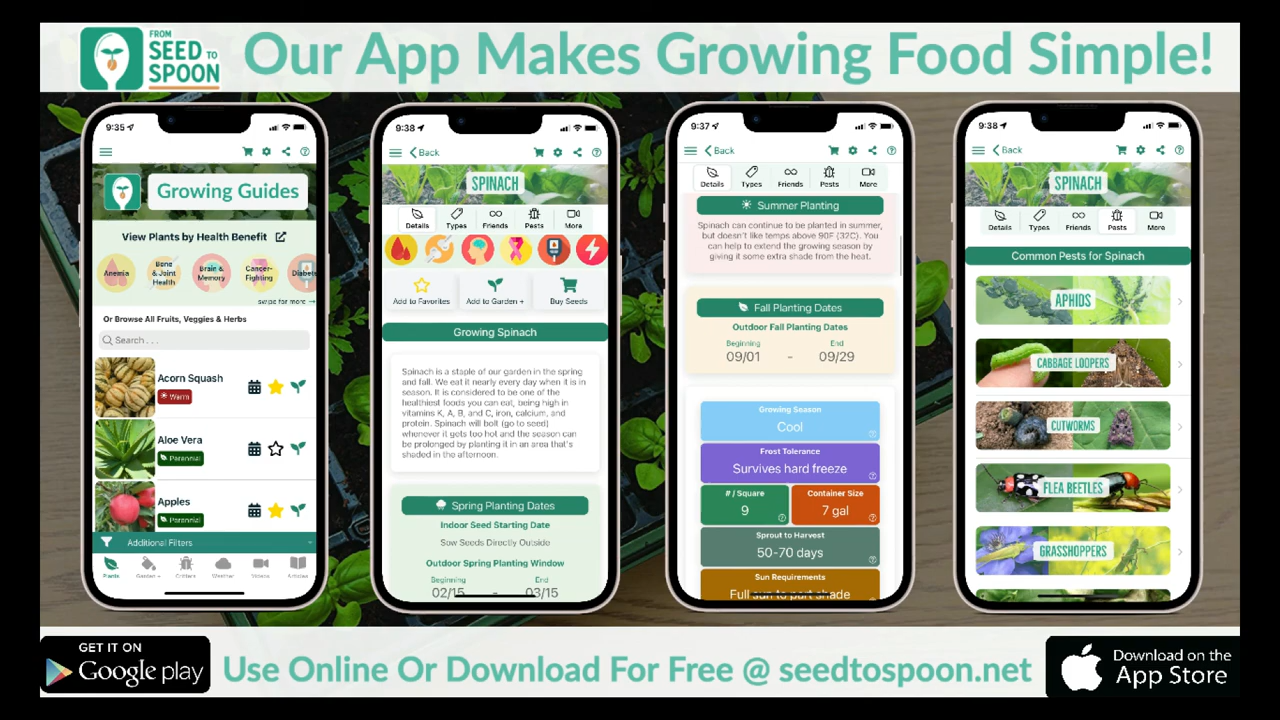 FROM
SEED TO
SPOON
Our App Makes Growing Food Simple!
9:35
Growing Guides
View Plants by Health Benefit
Anemia
Bone
& Joint
Health
Brain &
Memory
Cancer-
Fighting
Diabet
swipe for more →
Or Browse All Fruits, Veggies & Herbs
Search . . .
Acorn Squash
Warm
Aloe Vera
Perennial
Apples
Perennial
Additional Filters
Plants
Garden +
Critters
Weather
Videos
Articles
9:38
Back
SPINACH
Details
Types
Friends
Pests
More
Add to Favorites
Add to Garden +
Buy Seeds
Growing Spinach
Spinach is a staple of our garden in the spring
and fall. We eat it nearly every day when it is in
season. It is considered to be one of the
healthiest foods you can eat, being high in
vitamins K, A, B, and C, iron, calcium, and
protein. Spinach will bolt (go to seed)
whenever it gets too hot and the season can
be prolonged by planting it in an area that's
shaded in the afternoon.
Spring Planting Dates
Indoor Seed Starting Date
Sow Seeds Directly Outside
Outdoor Spring Planting Window
Beginning
End
02/15 - 03/15
9:37
Back
Details
Types
Friends
Pests
More
Summer Planting
Spinach can continue to be planted in summer,
but doesn't like temps above 90F (32C). You
can help to extend the growing season by
giving it some extra shade from the heat.
Fall Planting Dates
Outdoor Fall Planting Dates
Beginning
End
09/01 - 09/29
Growing Season
Cool
Frost Tolerance
Survives hard freeze
# / Square
9
Container Size
7 gal
Sprout to Harvest
50-70 days
Sun Requirements
Full sun to part shade
9:38
Back
SPINACH
Details
Types
Friends
Pests
More
Common Pests for Spinach
APHIDS
CABBAGE LOOPERS
CUTWORMS
FLEA BEETLES
GRASSHOPPERS
GET IT ON
Google play
Use Online Or Download For Free @ seedtospoon.net
Download on the
App Store